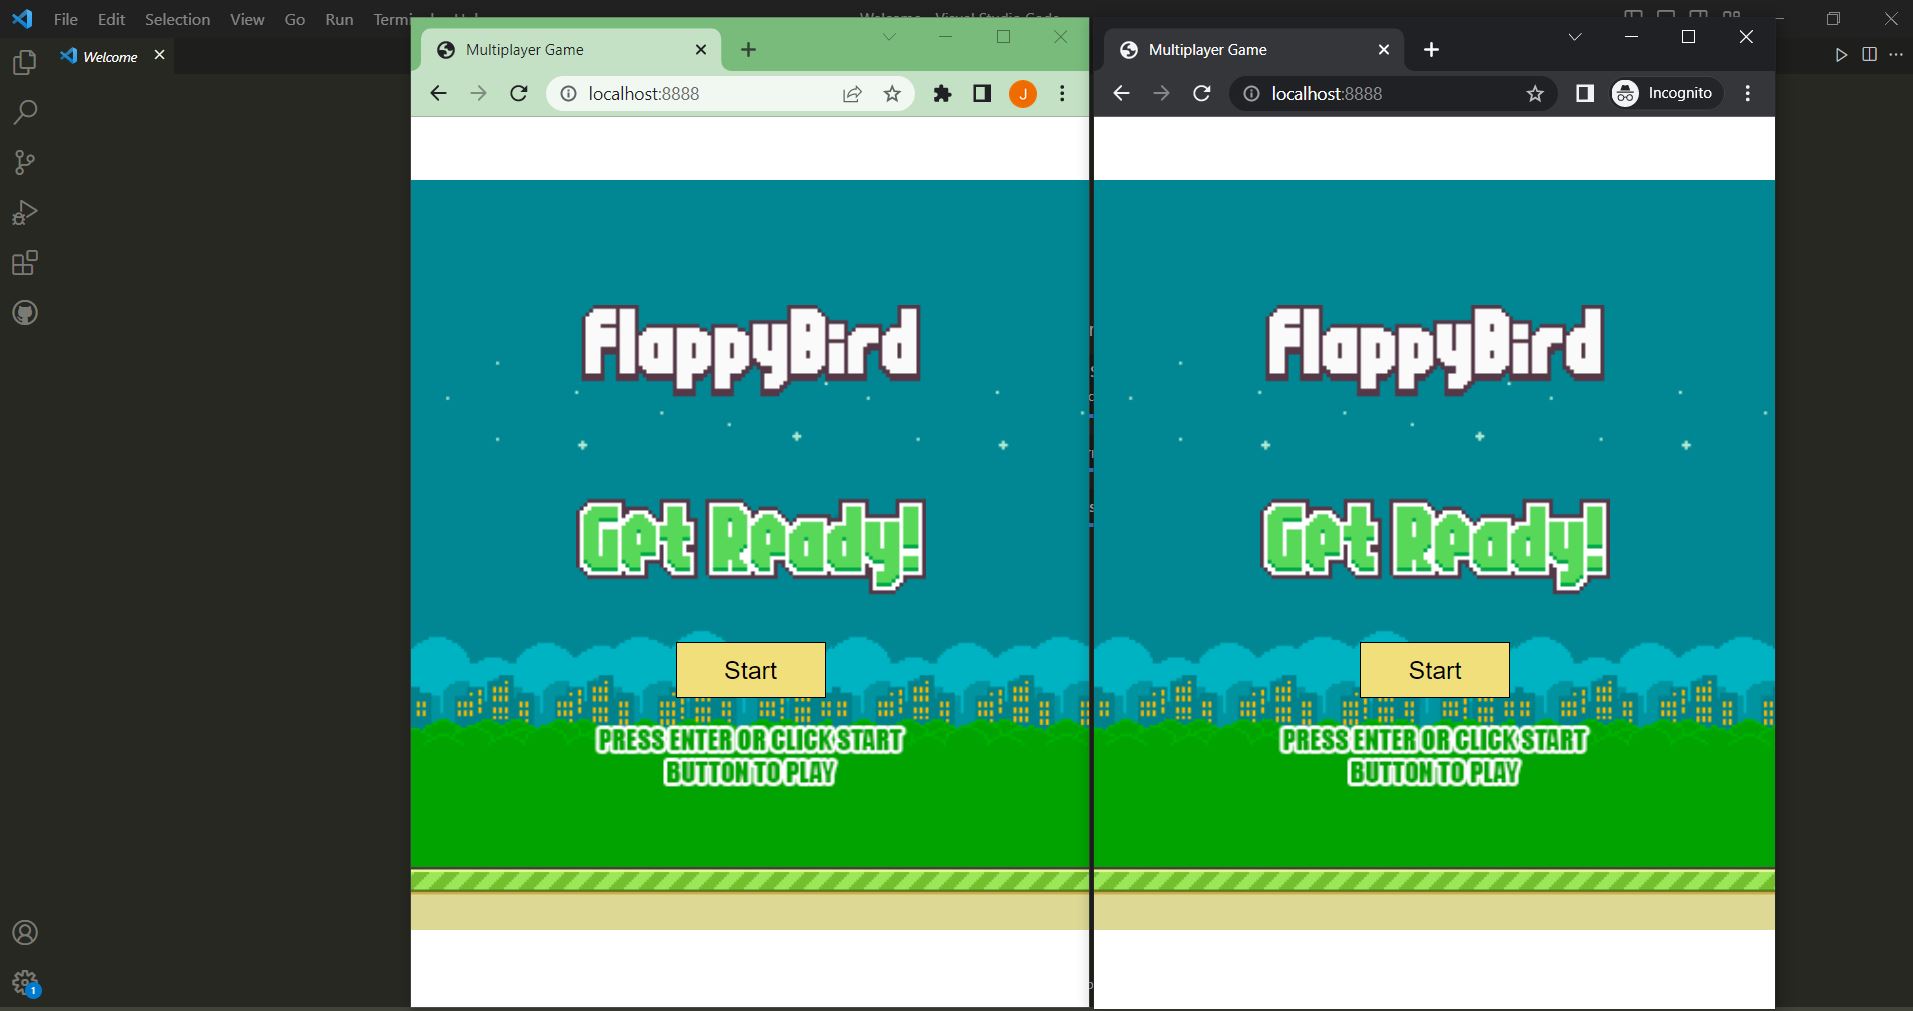 File Edit Selection View Go Run
Welcome
Multiplayer Game
localhost:8888
J
FlappyBird
Get Ready!
Start
PRESS ENTER OR CLICK START
BUTTON TO PLAY
Multiplayer Game
localhost:8888
Incognito
FlappyBird
Get Ready!
Start
PRESS ENTER OR CLICK START
BUTTON TO PLAY
1